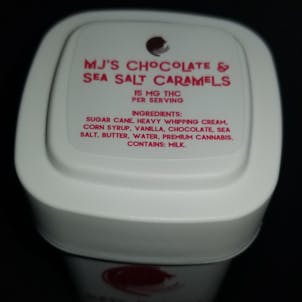 MJ'S CHOCOLATE &
SEA SALT CARAMELS
15 MG THC
PER SERVING
INGREDIENTS:
SUGAR CANE, HEAVY WHIPPING CREAM,
CORN SYRUP, VANILLA, CHOCOLATE, SEA
SALT, BUTTER, WATER, PREMIUM CANNABIS.
CONTAINS: MILK.